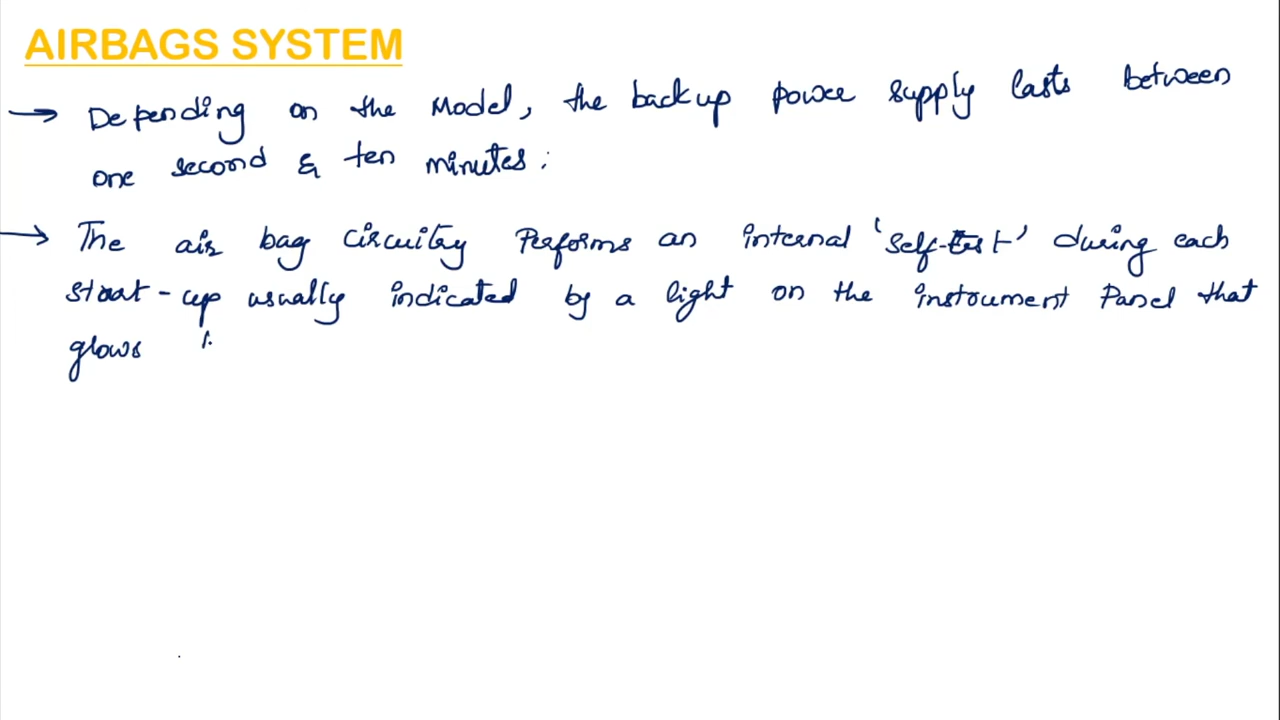 AIRBAGS SYSTEM
→ Depending on the Model, the backup power supply lasts between
one second & ten minutes.
→ The air bag circuitry Performs an internal 'self-test' during each
start-up usually indicated by a light on the instrument Panel that
glows